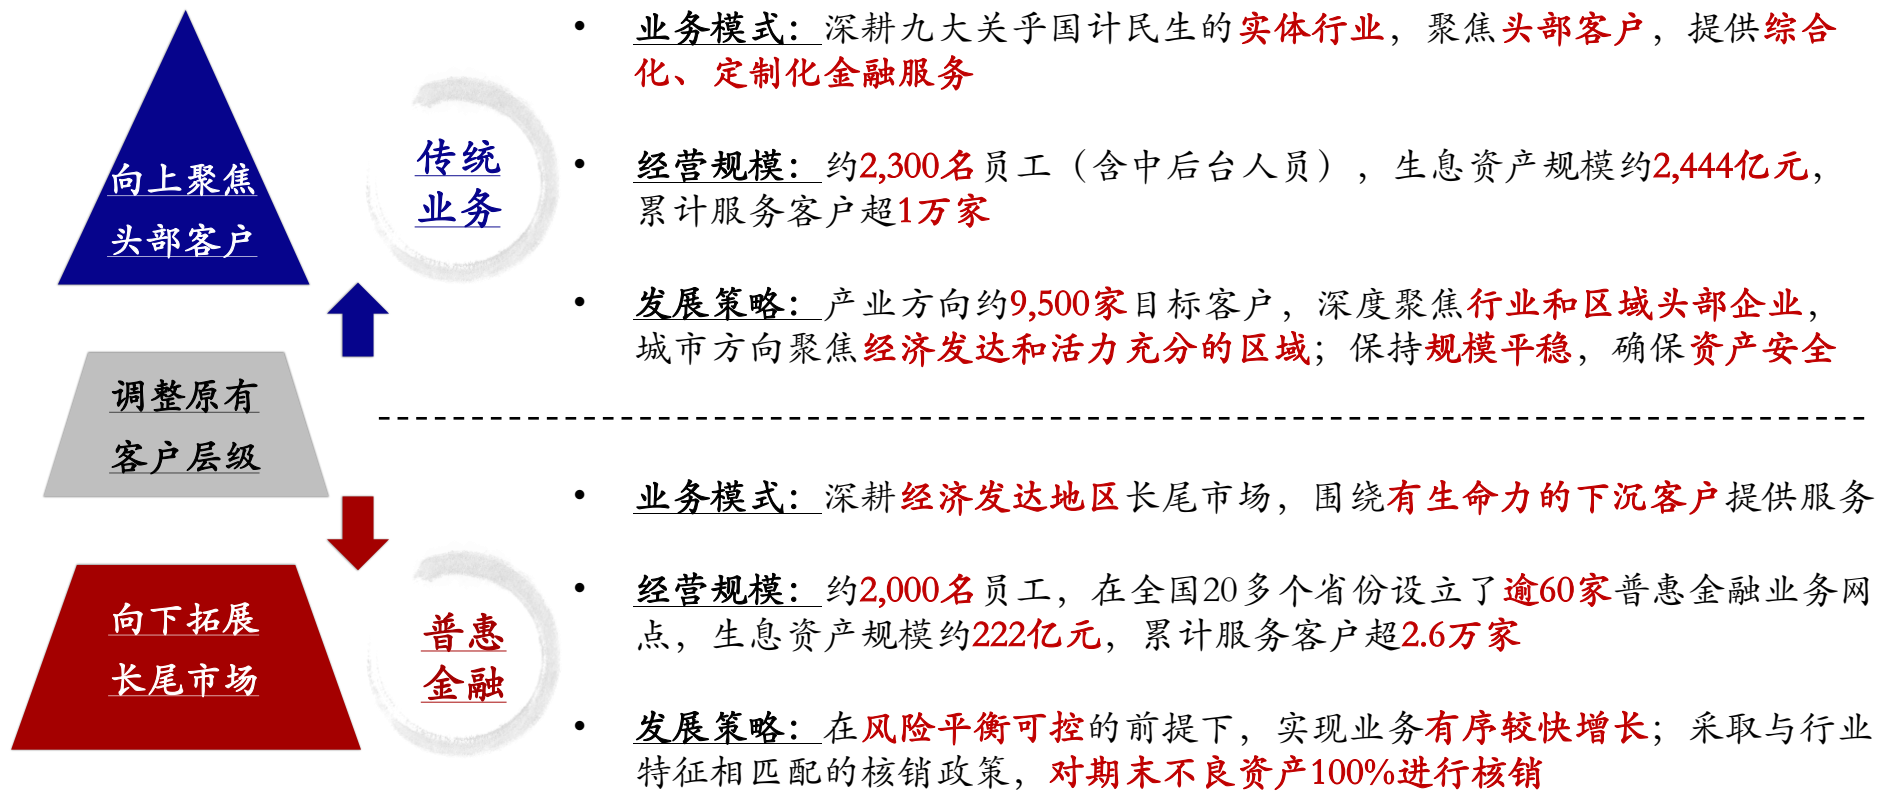 向上聚焦
头部客户
调整原有
客户层级
向下拓展
长尾市场
传统
业务
• 业务模式：深耕九大关乎国计民生的实体行业，聚焦头部客户，提供综合
化、定制化金融服务
• 经营规模：约2,300名员工（含中后台人员），生息资产规模约2,444亿元，
累计服务客户超1万家
• 发展策略：产业方向约9,500家目标客户，深度聚焦行业和区域头部企业，
城市方向聚焦经济发达和活力充分的区域；保持规模平稳，确保资产安全
普惠
金融
• 业务模式：深耕经济发达地区长尾市场，围绕有生命力的下沉客户提供服务
• 经营规模：约2,000名员工，在全国20多个省份设立了逾60家普惠金融业务网
点，生息资产规模约222亿元，累计服务客户超2.6万家
• 发展策略：在风险平衡可控的前提下，实现业务有序较快增长；采取与行业
特征相匹配的核销政策，对期末不良资产100%进行核销